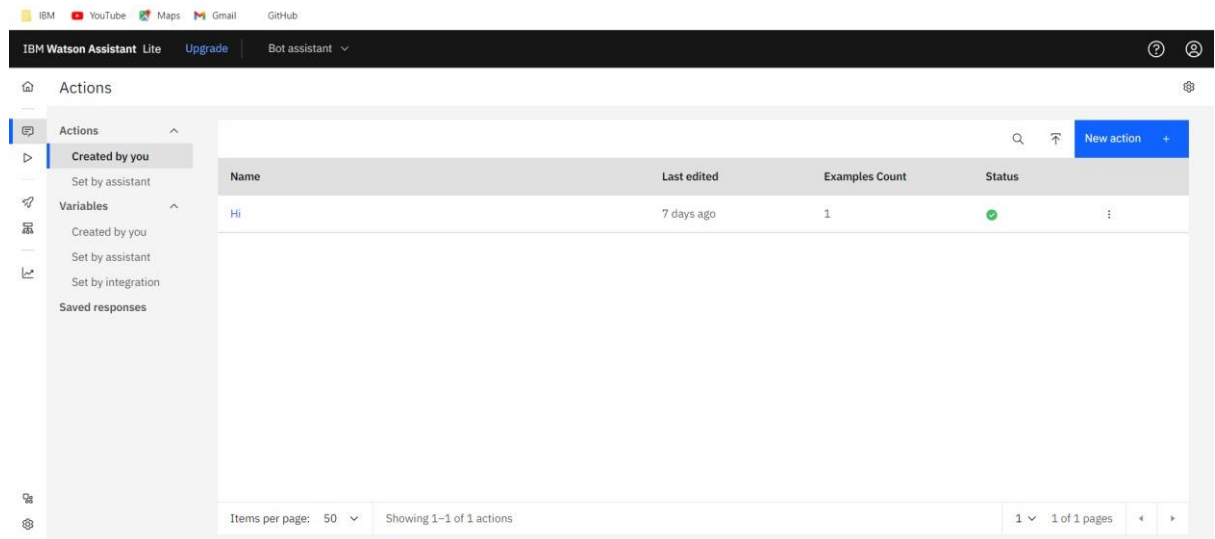 IBM YouTube Maps Gmail GitHub
IBM Watson Assistant Lite Upgrade Bot assistant
Actions
Actions
Created by you
Set by assistant
Variables
Created by you
Set by assistant
Set by integration
Saved responses
New action +
Name Last edited Examples Count Status
Hi 7 days ago 1
Items per page: 50 Showing 1–1 of 1 actions 1 1 of 1 pages